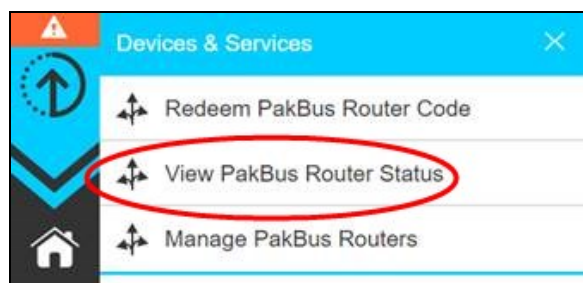 Devices & Services
Redeem PakBus Router Code
View PakBus Router Status
Manage PakBus Routers